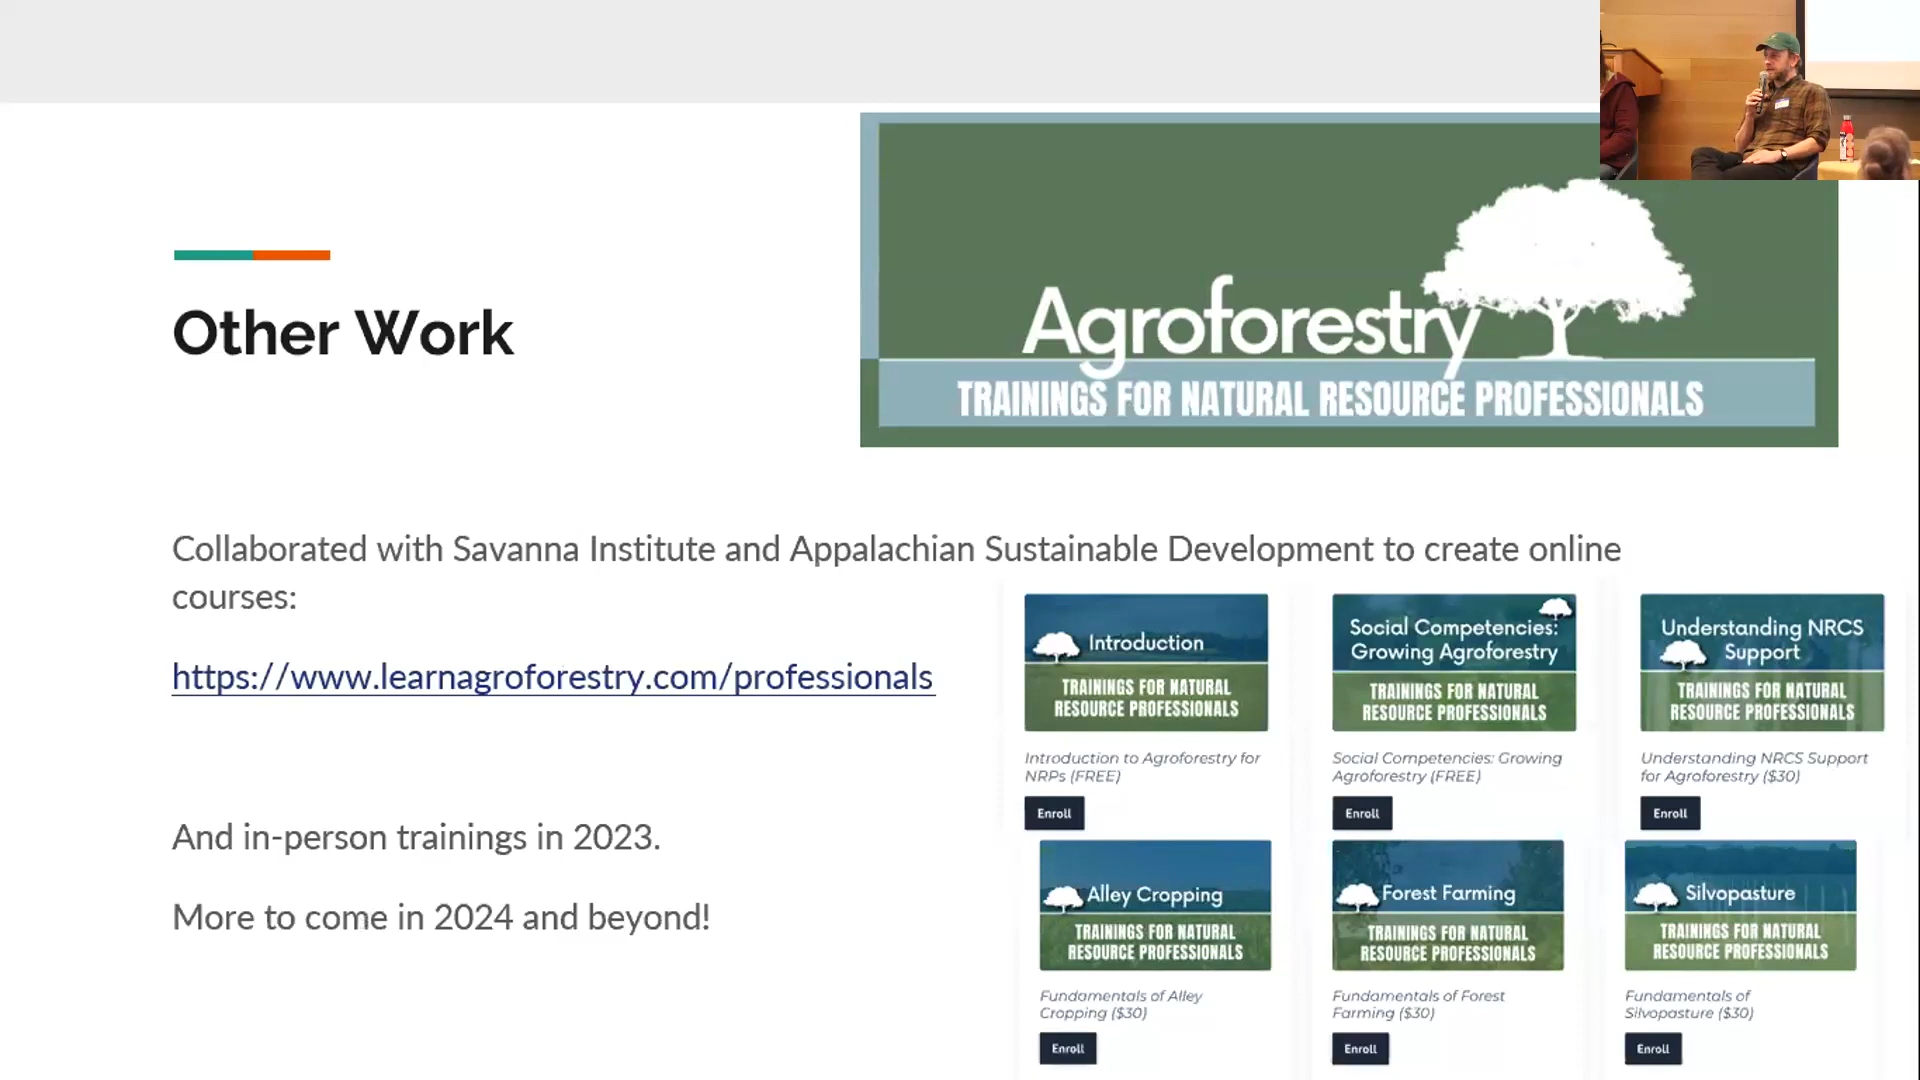 Agroforestry
TRAININGS FOR NATURAL RESOURCE PROFESSIONALS
Other Work
Collaborated with Savanna Institute and Appalachian Sustainable Development to create online
courses:
https://www.learnagroforestry.com/professionals
And in-person trainings in 2023.
More to come in 2024 and beyond!
Introduction
TRAININGS FOR NATURAL
RESOURCE PROFESSIONALS
Introduction to Agroforestry for
NRPs (FREE)
Enroll
Social Competencies:
Growing Agroforestry
TRAININGS FOR NATURAL
RESOURCE PROFESSIONALS
Social Competencies: Growing
Agroforestry (FREE)
Enroll
Understanding NRCS
Support
TRAININGS FOR NATURAL
RESOURCE PROFESSIONALS
Understanding NRCS Support
for Agroforestry ($30)
Enroll
Alley Cropping
TRAININGS FOR NATURAL
RESOURCE PROFESSIONALS
Fundamentals of Alley
Cropping ($30)
Enroll
Forest Farming
TRAININGS FOR NATURAL
RESOURCE PROFESSIONALS
Fundamentals of Forest
Farming ($30)
Enroll
Silvopasture
TRAININGS FOR NATURAL
RESOURCE PROFESSIONALS
Fundamentals of
Silvopasture ($30)
Enroll